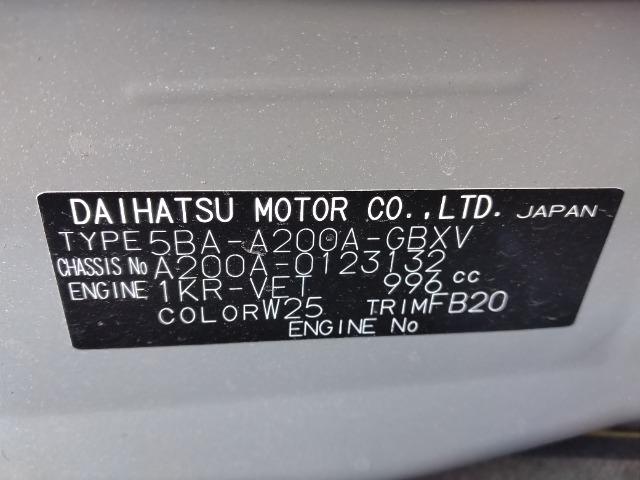 DAIHATSU MOTOR CO.,LTD. JAPAN
TYPE 5BA-A200A-GBXV
CHASSIS No A200A-0123132
ENGINE 1KR-VET 996 cc
COLOR W25 TRIM FB20
ENGINE No